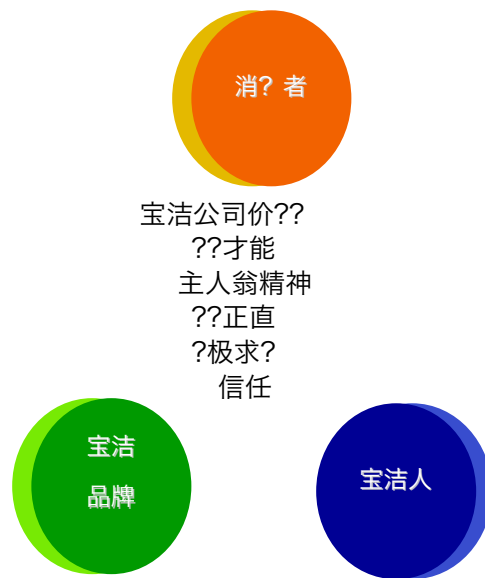 消? 者
宝洁公司价??
??才能
主人翁精神
??正直
?极求?
信任
宝洁
品牌
宝洁人